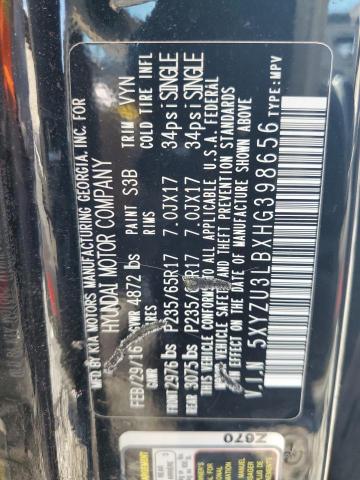 MFD. BY KIA MOTORS MANUFACTURING GEORGIA, INC. FOR
HYUNDAI MOTOR COMPANY
FEB/29/16 GVWR 4872 lbs PAINT S3B TRIM VYN
GAWR TIRES RIMS COLD TIRE INFL
FRONT 2976 lbs P235/65R17 7.0JX17 34psi SINGLE
REAR 3075 lbs P235/ R17 7.0JX17 34psi SINGLE
THIS VEHICLE TO ALL APPLICABLE U.S.A. FEDERAL
MOTOR VEHICLE SAFETY AND THEFT PREVENTION STANDARDS
IN EFFECT ON THE DATE OF MANUFACTURE SHOWN ABOVE.
V.I.N 5XYZU3LBXHG398656 TYPE:MPV
Z670